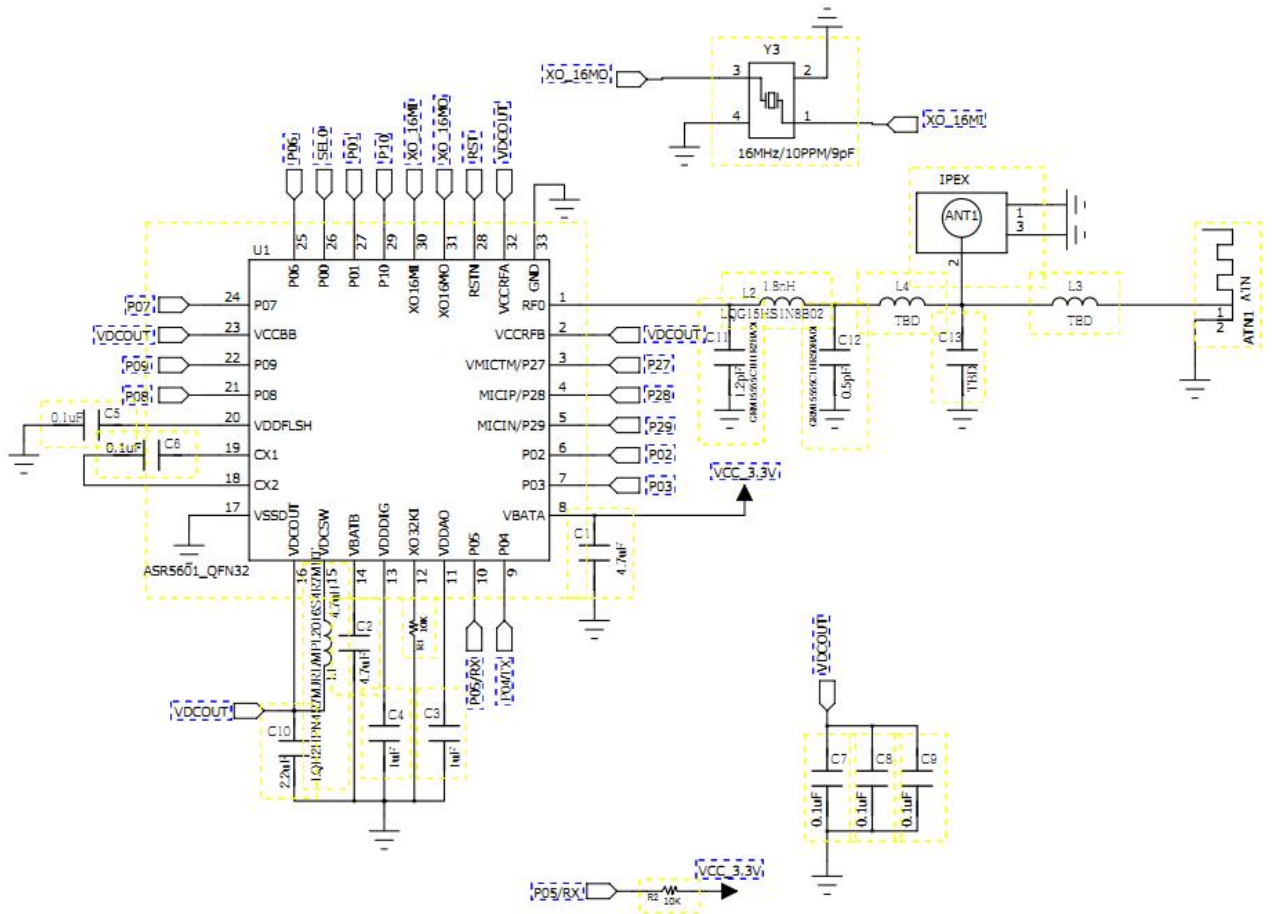 Y3
XO_16MO
3
2
4
1
XO_16MI
16MHz/10PPM/9pF
P06
SEL0
P01
P10
XO_16MI
XO_16MO
RST
VDCOUT
25
26
27
29
30
31
28
32
33
U1
P06
P00
P01
P10
XO16MI
XO16MO
RSTN
VCCRFA
GND
P07
24
P07
VDCOUT
23
VCCBB
P09
22
P09
P08
21
P08
0.1uF
C5
20
VDDFLSH
0.1uF
C6
19
CX1
18
CX2
17
VSSD
RF0
1
VCCRFB
2
VDCOUT
VMICTM/P27
3
P27
MICIP/P28
4
P28
MICIN/P29
5
P29
P02
6
P02
P03
7
P03
VBATA
8
VCC_3.3V
C1
4.7uF
VDCOUT
VDCSW
VBATB
VDDDIG
XO32KI
VDDAO
P05
P04
ASR5601_QFN32
16
15
14
13
12
11
10
9
4.7uH
L1
C2
4.7uF
R1
10K
P05/RX
P04/TX
VDCOUT
C10
2.2uF
C4
1uF
C3
1uF
IPEX
ANT1
1
3
2
L2
1.8nH
LQG15HS1N8B02
C11
1.2pF
C12
0.5pF
L4
TBD
C13
TBD
L3
TBD
ATN
ATN1
1
2
VDCOUT
C7
0.1uF
C8
0.1uF
C9
0.1uF
P05/RX
R2
10K
VCC_3.3V